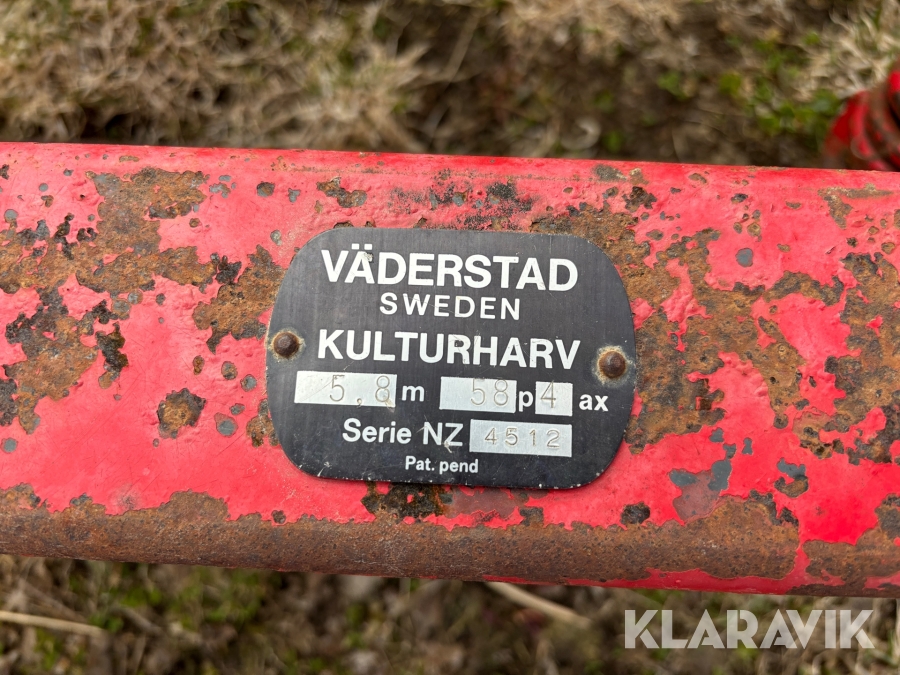 VÄDERSTAD
SWEDEN
KULTURHARV
5,8 m 58 p 4 ax
Serie NZ 4512
Pat. pend
KLARAVIK